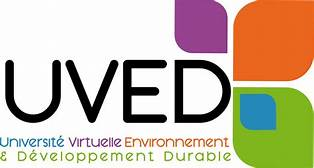 UVED
Université Virtuelle Environnement
& Développement Durable